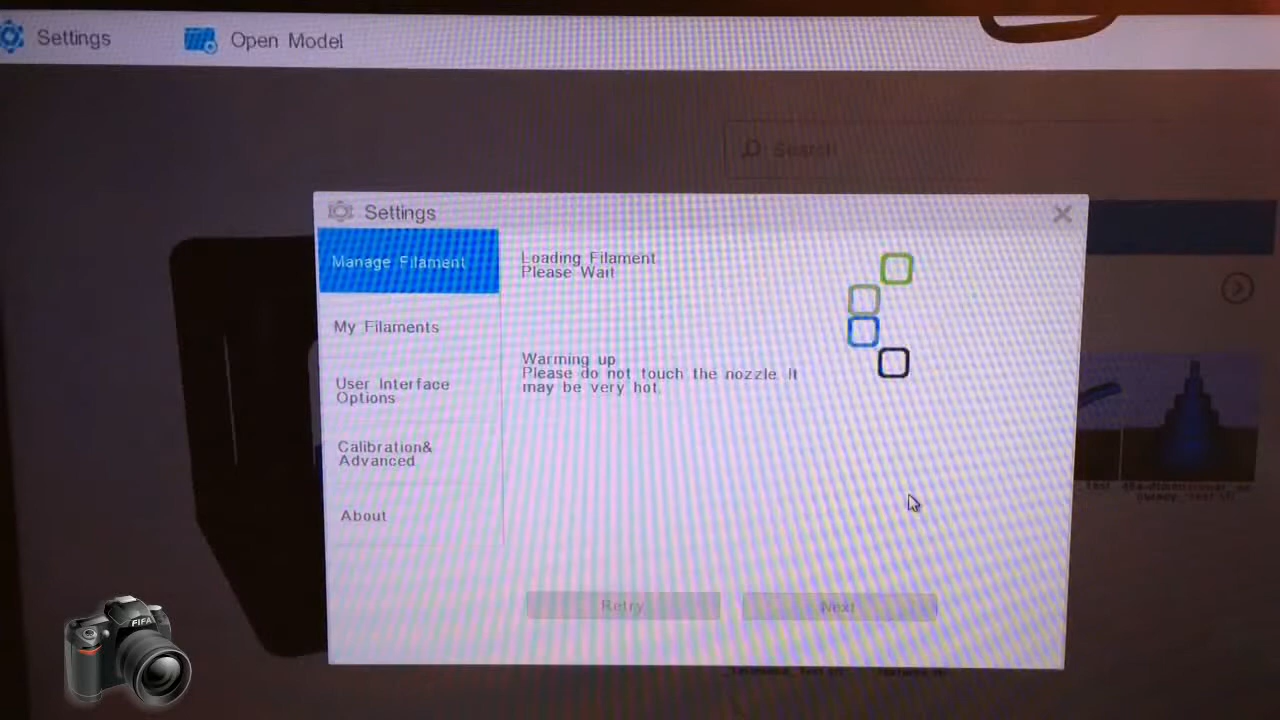 Settings
Open Model
Search
Settings
Manage Filament
Loading Filament
Please Wait
My Filaments
Warming up
Please do not touch the nozzle. It
may be very hot.
User Interface
Options
Calibration&
Advanced
About
Retry
Next
FIFA